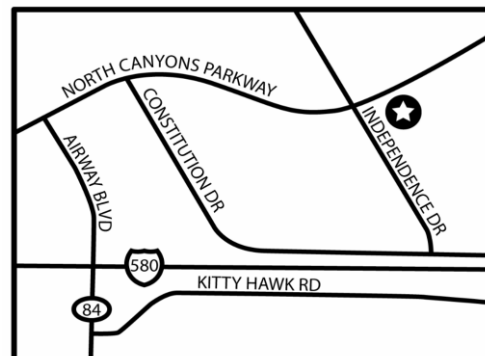 NORTH CANYONS PARKWAY
CONSTITUTION DR
INDEPENDENCE DR
AIRWAY BLVD
580
KITTY HAWK RD
84